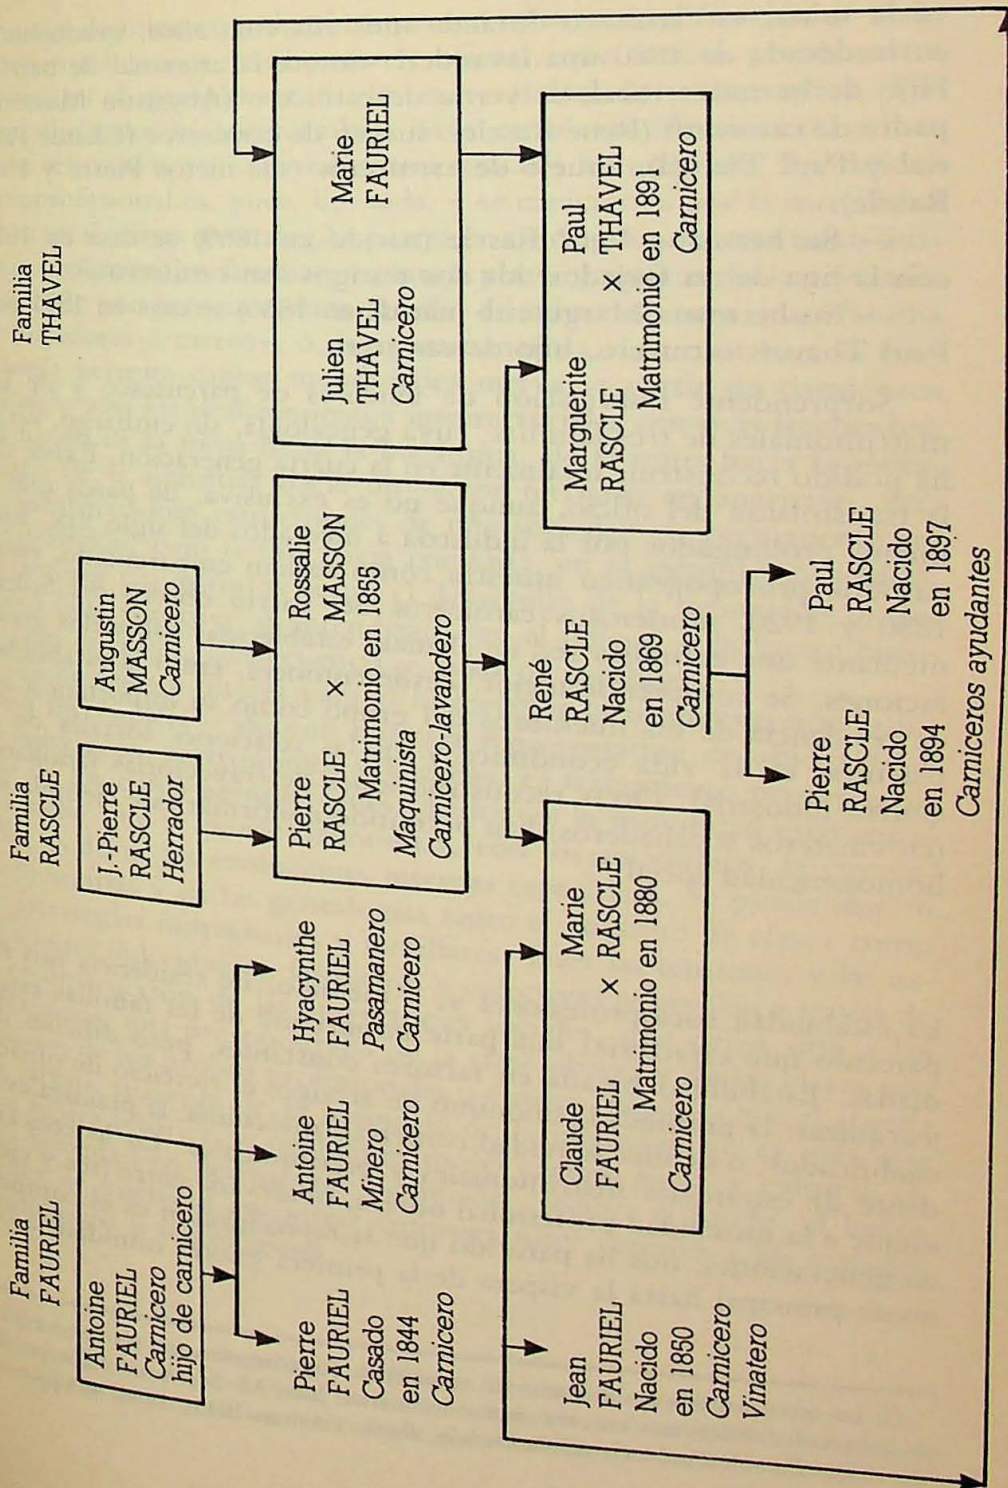 Familia
FAURIEL
Familia
RASCLE
Familia
THAVEL
Antoine
FAURIEL
Carnicero
hijo de carnicero
J.-Pierre
RASCLE
Herrador
Augustin
MASSON
Carnicero
Pierre
FAURIEL
Casado
en 1844
Carnicero
Antoine
FAURIEL
Minero
Carnicero
Hyacynthe
FAURIEL
Pasamanero
Carnicero
Pierre Rossalie
RASCLE × MASSON
Matrimonio en 1855
Maquinista
Carnicero-lavandero
Julien Marie
THAVEL FAURIEL
Carnicero
Jean
FAURIEL
Nacido
en 1850
Carnicero
Vinatero
Claude Marie
FAURIEL × RASCLE
Matrimonio en 1880
Carnicero
René
RASCLE
Nacido
en 1869
Carnicero
Marguerite Paul
RASCLE × THAVEL
Matrimonio en 1891
Carnicero
Pierre
RASCLE
Nacido
en 1894
Paul
RASCLE
Nacido
en 1897
Carniceros ayudantes